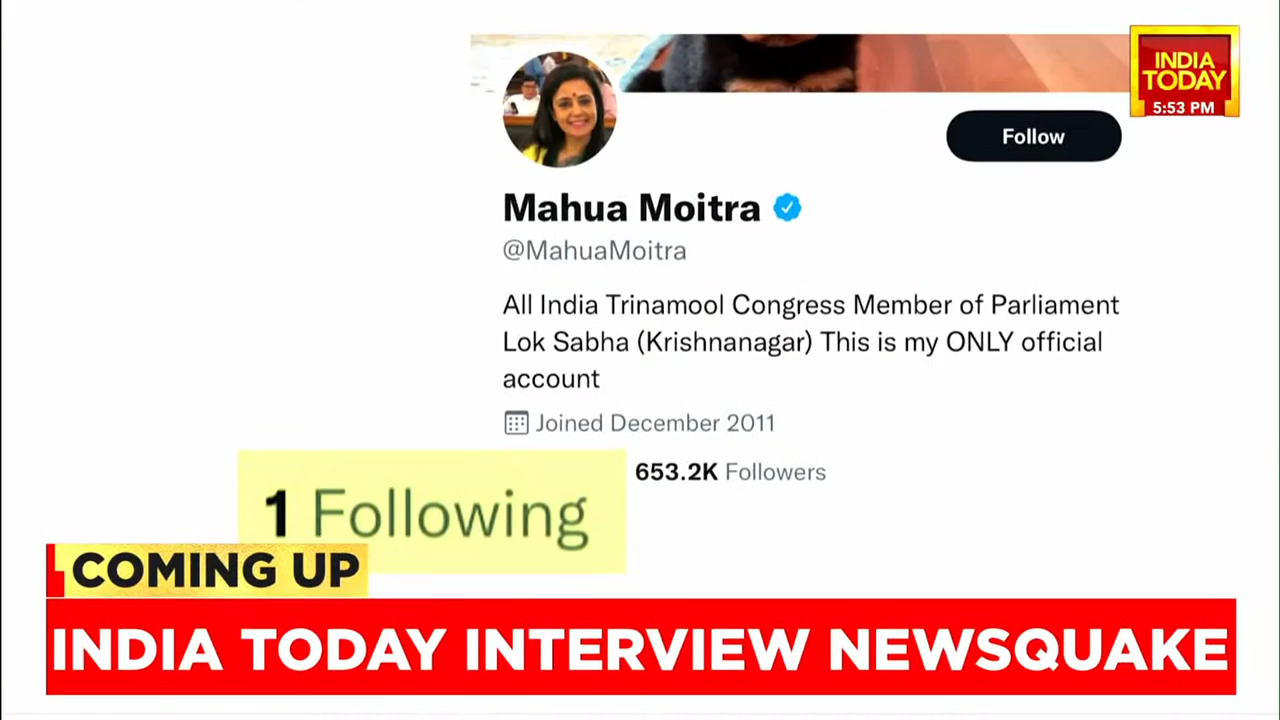 INDIA
TODAY
5:53 PM
Follow
Mahua Moitra
@MahuaMoitra
All India Trinamool Congress Member of Parliament
Lok Sabha (Krishnanagar) This is my ONLY official
account
Joined December 2011
1 Following
653.2K Followers
COMING UP
INDIA TODAY INTERVIEW NEWSQUAKE